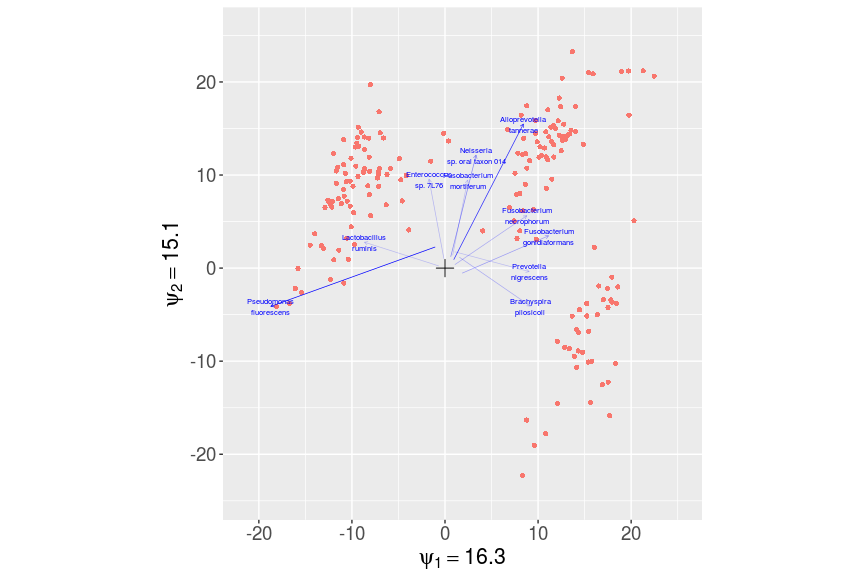 20
10
0
-10
-20
-20
-10
0
10
20
ψ2 = 15.1
ψ1 = 16.3
Alloprevotella
tannerae
Neisseria
sp. oral taxon 014
Enterococcus
sp. 7L76
Fusobacterium
mortiferum
Fusobacterium
necrophorum
Fusobacterium
gonidiaformans
Lactobacillus
ruminis
Prevotella
nigrescens
Pseudomonas
fluorescens
Brachyspira
pilosicoli